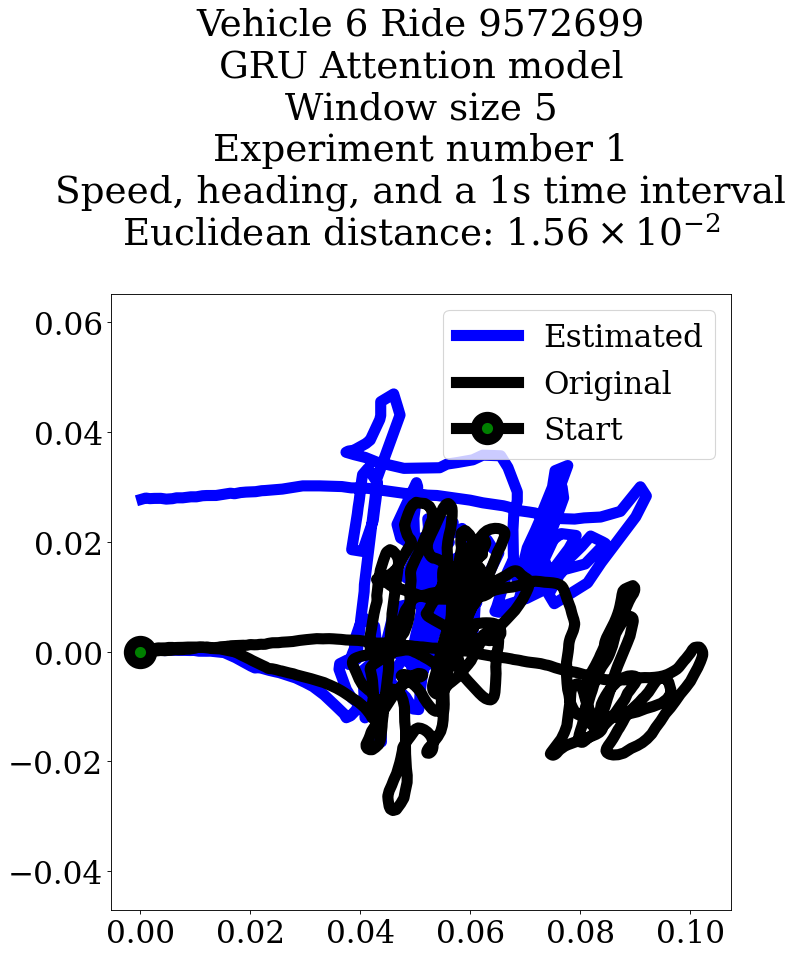 Vehicle 6 Ride 9572699
GRU Attention model
Window size 5
Experiment number 1
Speed, heading, and a 1s time interval
Euclidean distance: 1.56 × 10⁻²
Estimated
Original
Start
0.06
0.04
0.02
0.00
−0.02
−0.04
0.00 0.02 0.04 0.06 0.08 0.10